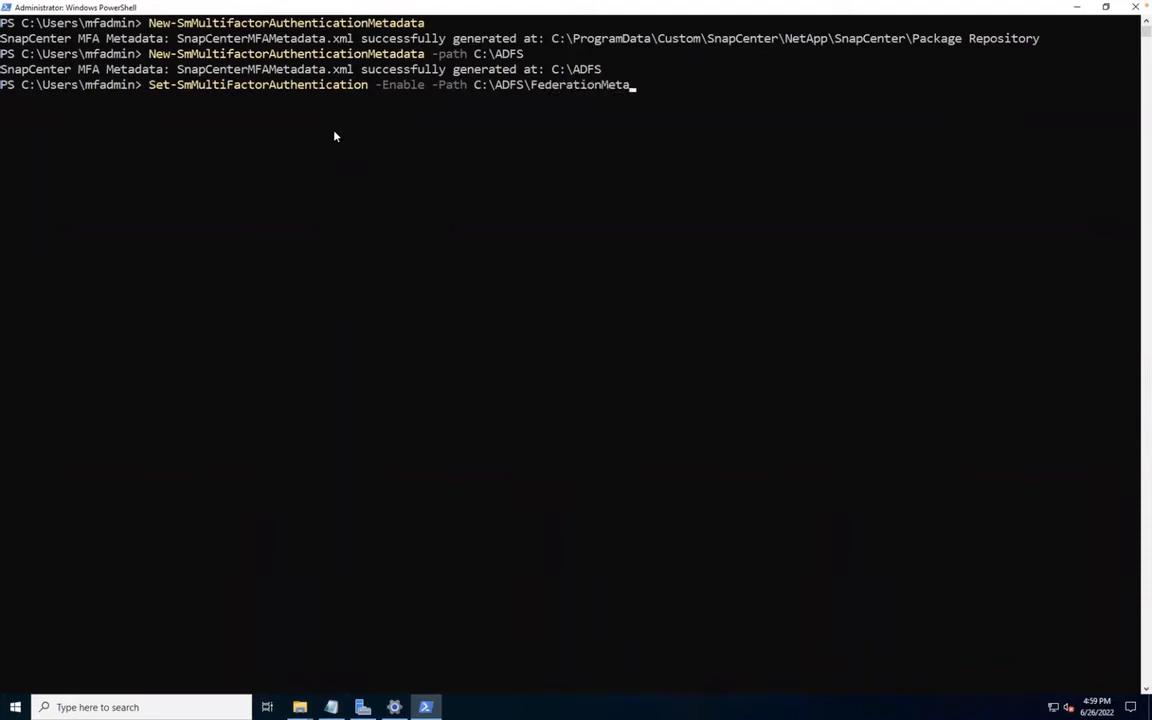 Administrator: Windows PowerShell
PS C:\Users\mfadmin> New-SmMultifactorAuthenticationMetadata
SnapCenter MFA Metadata: SnapCenterMFAMetadata.xml successfully generated at: C:\ProgramData\Custom\SnapCenter\NetApp\SnapCenter\Package Repository
PS C:\Users\mfadmin> New-SmMultifactorAuthenticationMetadata -path C:\ADFS
SnapCenter MFA Metadata: SnapCenterMFAMetadata.xml successfully generated at: C:\ADFS
PS C:\Users\mfadmin> Set-SmMultiFactorAuthentication -Enable -Path C:\ADFS\FederationMeta
Type here to search
4:59 PM
6/26/2022